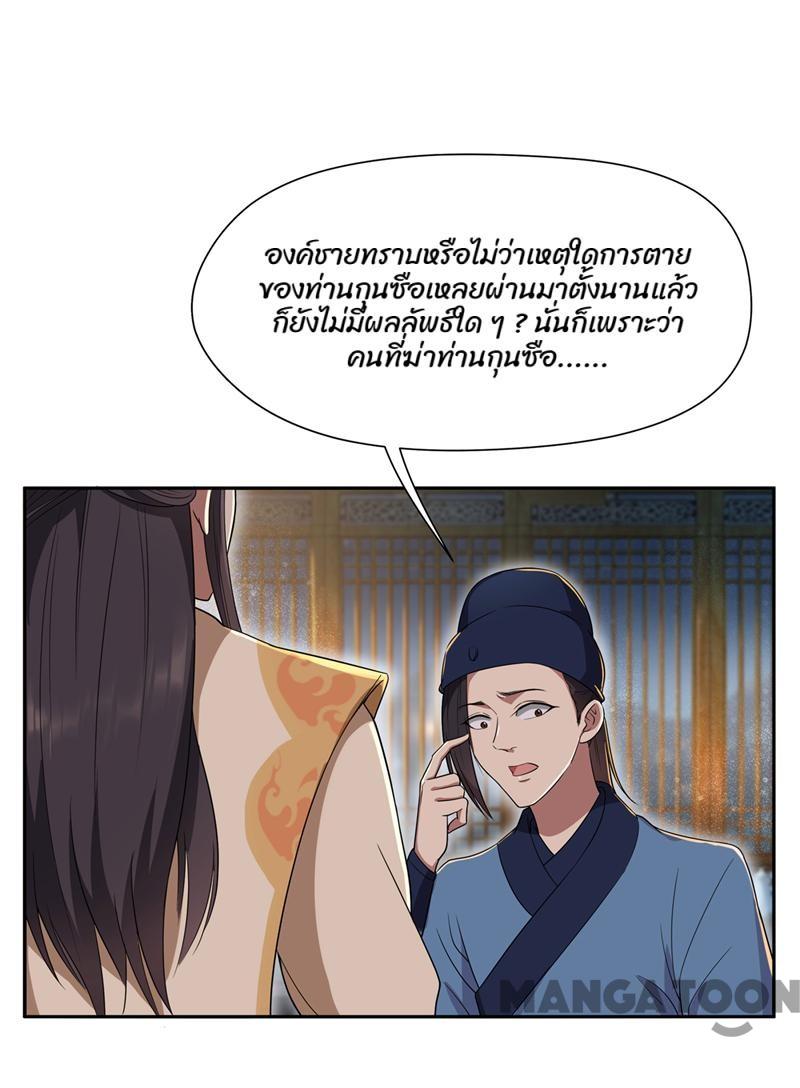 องค์ชายทราบหรือไม่ว่าเหตุใดการตาย
ของท่านกุนซือเหลยผ่านมาตั้งนานแล้ว
ก็ยังไม่มีผลลัพธ์ใด ๆ ? นั่นก็เพราะว่า
คนที่ฆ่าท่านกุนซือ......
MANGATOON